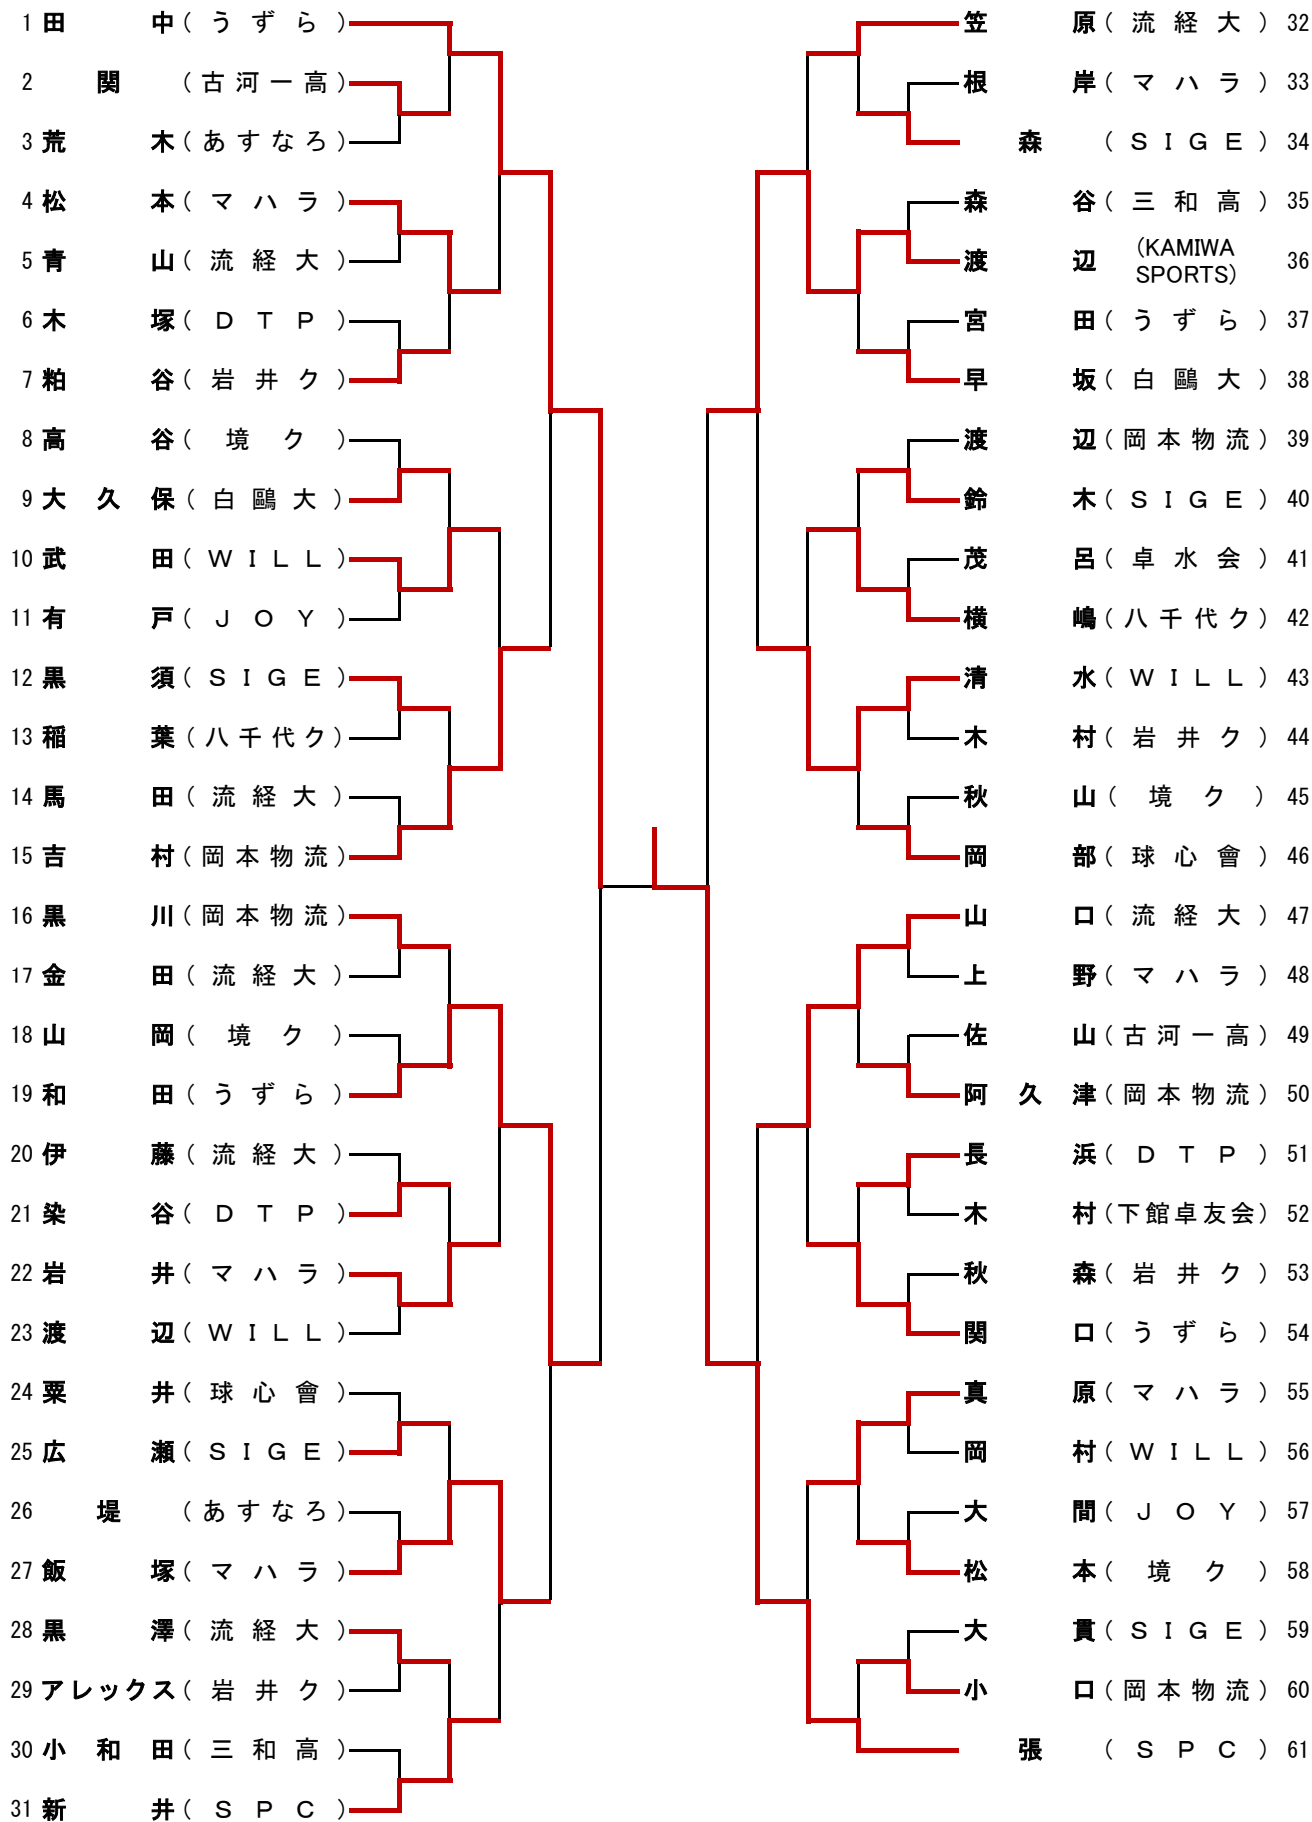 1 田中(うずら)
2 関(古河一高)
3 荒木(あすなろ)
4 松本(マハラ)
5 青山(流経大)
6 木塚(DTP)
7 粕谷(岩井ク)
8 高谷(境ク)
9 大久保(白鷗大)
10 武田(WILL)
11 有戸(JOY)
12 黒須(SIGE)
13 稲葉(八千代ク)
14 馬田(流経大)
15 吉村(岡本物流)
16 黒川(岡本物流)
17 金田(流経大)
18 山岡(境ク)
19 和田(うずら)
20 伊藤(流経大)
21 染谷(DTP)
22 岩井(マハラ)
23 渡辺(WILL)
24 粟井(球心會)
25 広瀬(SIGE)
26 堤(あすなろ)
27 飯塚(マハラ)
28 黒澤(流経大)
29 アレックス(岩井ク)
30 小和田(三和高)
31 新井(SPC)
笠原(流経大) 32
根岸(マハラ) 33
森(SIGE) 34
森谷(三和高) 35
渡辺(KAMIWA
SPORTS) 36
宮田(うずら) 37
早坂(白鷗大) 38
渡辺(岡本物流) 39
鈴木(SIGE) 40
茂呂(卓水会) 41
横嶋(八千代ク) 42
清水(WILL) 43
木村(岩井ク) 44
秋山(境ク) 45
岡部(球心會) 46
山口(流経大) 47
上野(マハラ) 48
佐山(古河一高) 49
阿久津(岡本物流) 50
長浜(DTP) 51
木村(下館卓友会) 52
秋森(岩井ク) 53
関口(うずら) 54
真原(マハラ) 55
岡村(WILL) 56
大間(JOY) 57
松本(境ク) 58
大貫(SIGE) 59
小口(岡本物流) 60
張(SPC) 61